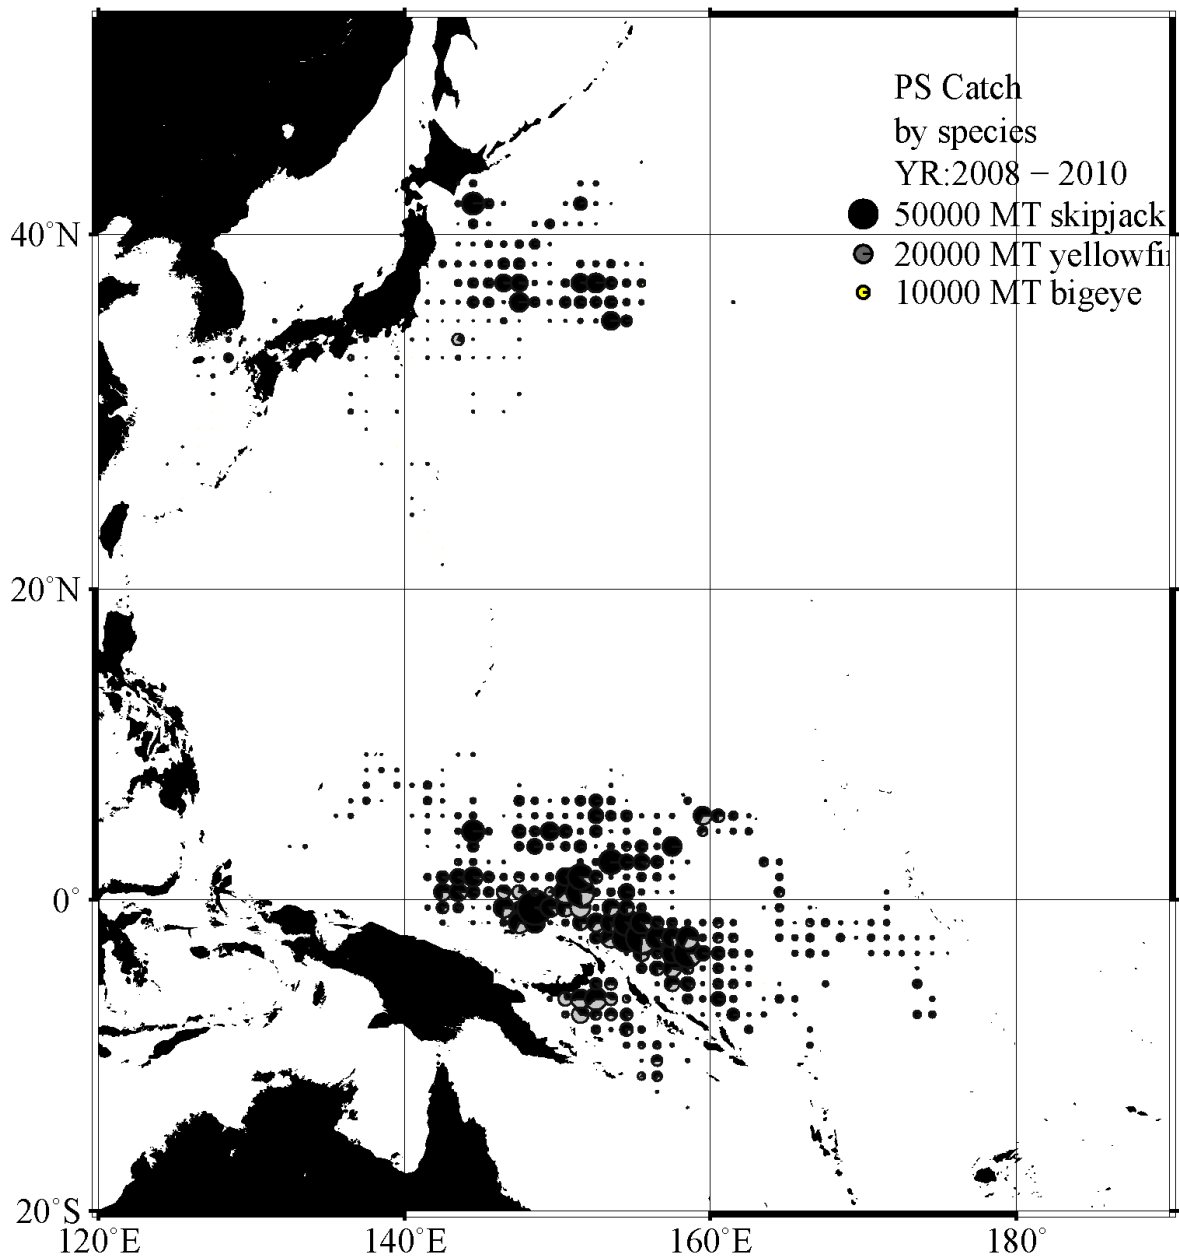 PS Catch
by species
YR:2008 − 2010
50000 MT skipjack
20000 MT yellowfi
10000 MT bigeye
40°N
20°N
0°
20°S
120°E
140°E
160°E
180°